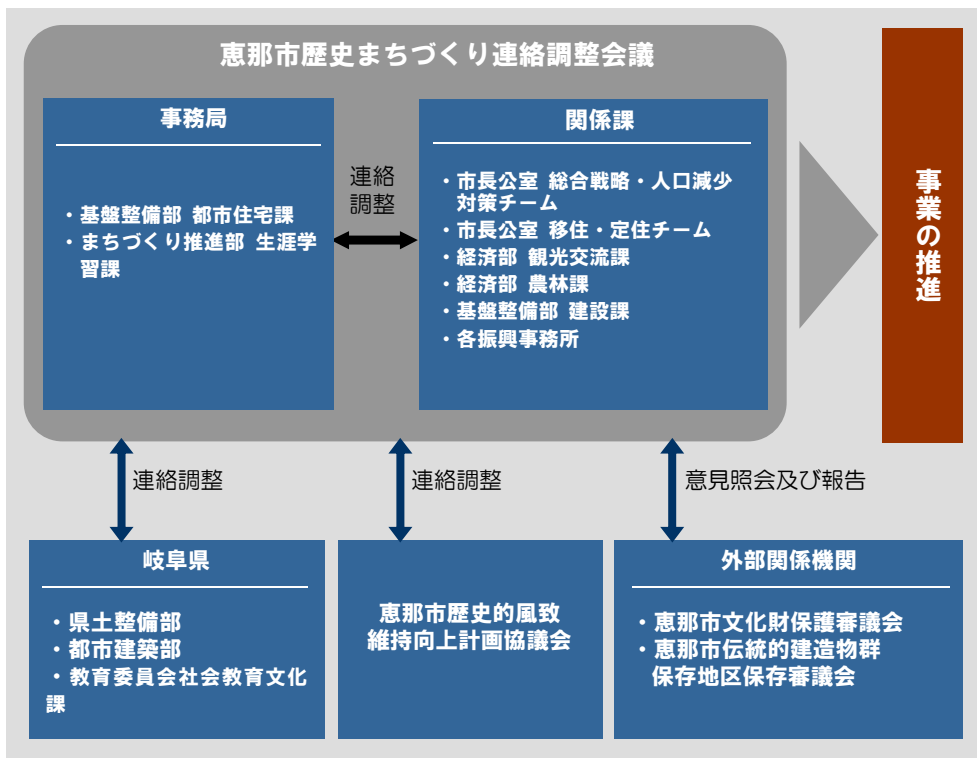 恵那市歴史まちづくり連絡調整会議
事務局
・基盤整備部 都市住宅課
・まちづくり推進部 生涯学
習課
連絡
調整
関係課
・市長公室 総合戦略・人口減少
対策チーム
・市長公室 移住・定住チーム
・経済部 観光交流課
・経済部 農林課
・基盤整備部 建設課
・各振興事務所
事業の推進
連絡調整
連絡調整
意見照会及び報告
岐阜県
・県土整備部
・都市建築部
・教育委員会社会教育文化
課
恵那市歴史的風致
維持向上計画協議会
外部関係機関
・恵那市文化財保護審議会
・恵那市伝統的建造物群
保存地区保存審議会